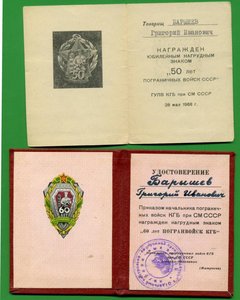 Товарищ БАРЫШЕВ
Григорий Иванович
НАГРАЖДЕН
ЮБИЛЕЙНЫМ НАГРУДНЫМ
ЗНАКОМ
„50 лет
ПОГРАНИЧНЫХ ВОЙСК СССР"
ГУПВ КГБ при СМ СССР
28 мая 1968 г.
50
УДОСТОВЕРЕНИЕ
Барышев
Григорий Иванович
Приказом начальника погранич-
ных войск КГБ при СМ СССР
награжден нагрудным знаком
"60 лет ПОГРАНВОЙСК КГБ"
60